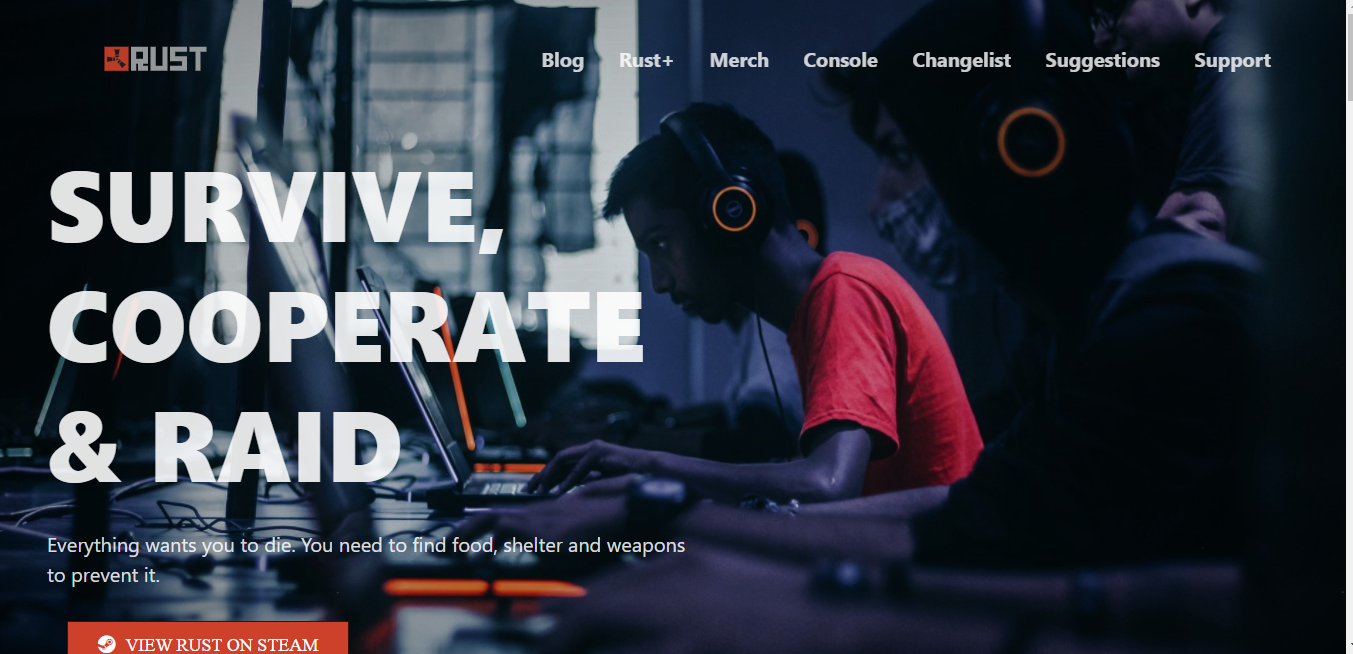 RUST
Blog Rust+ Merch Console Changelist Suggestions Support
SURVIVE,
COOPERATE
& RAID
Everything wants you to die. You need to find food, shelter and weapons
to prevent it.
VIEW RUST ON STEAM